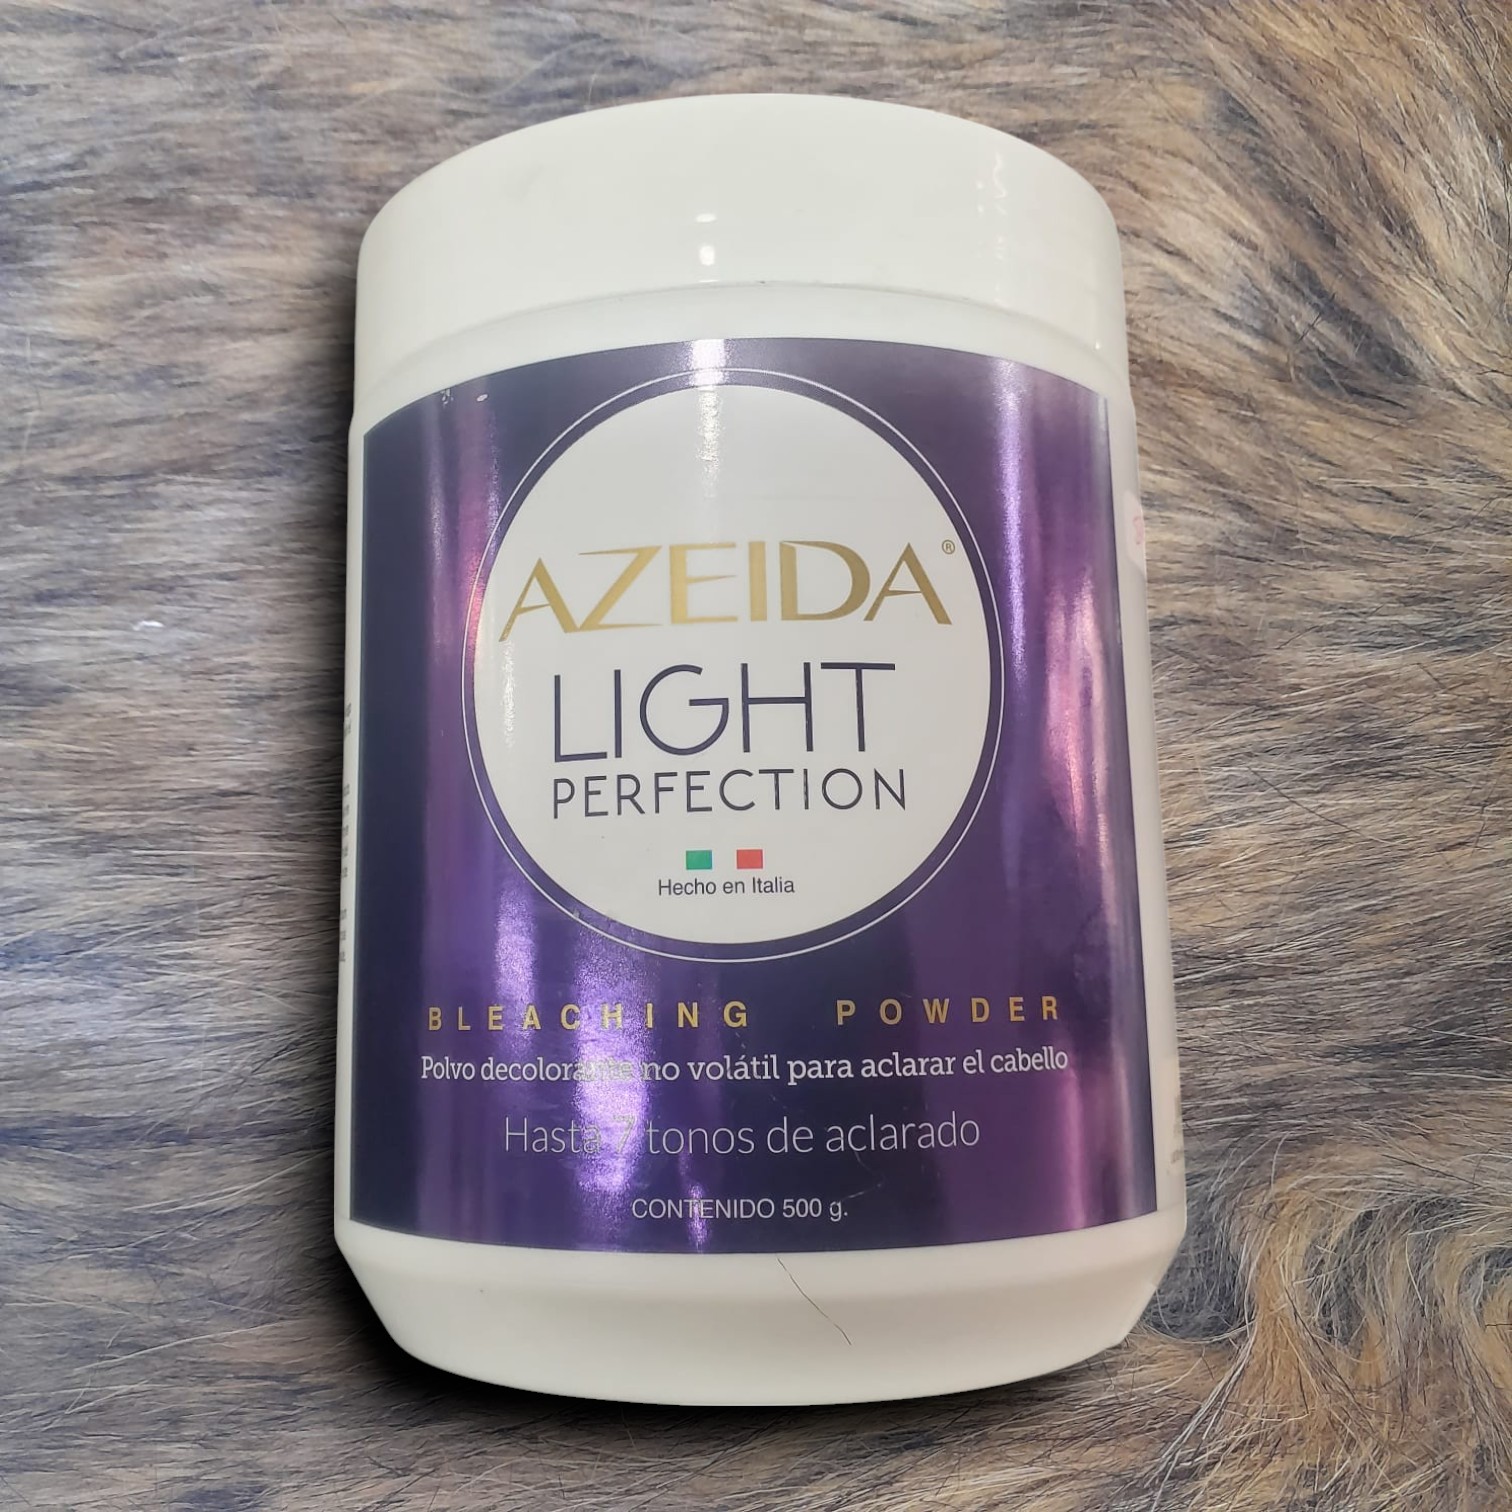 AZEIDA®
LIGHT
PERFECTION
Hecho en Italia
BLEACHING POWDER
Polvo decolorante no volátil para aclarar el cabello
Hasta 7 tonos de aclarado
CONTENIDO 500 g.